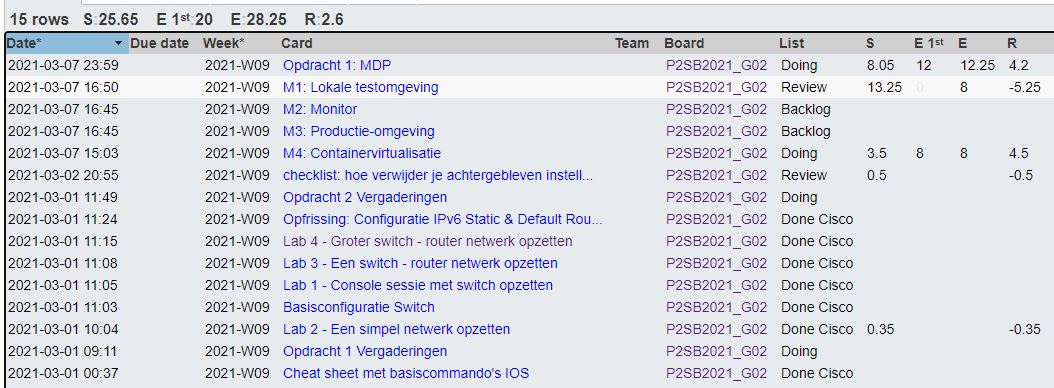 15 rows S:25.65 E 1st:20 E:28.25 R:2.6
Date* Due date Week* Card Team Board List S E 1st E R
2021-03-07 23:59 2021-W09 Opdracht 1: MDP P2SB2021_G02 Doing 8.05 12 12.25 4.2
2021-03-07 16:50 2021-W09 M1: Lokale testomgeving P2SB2021_G02 Review 13.25 0 8 -5.25
2021-03-07 16:45 2021-W09 M2: Monitor P2SB2021_G02 Backlog
2021-03-07 16:45 2021-W09 M3: Productie-omgeving P2SB2021_G02 Backlog
2021-03-07 15:03 2021-W09 M4: Containervirtualisatie P2SB2021_G02 Doing 3.5 8 8 4.5
2021-03-02 20:55 2021-W09 checklist: hoe verwijder je achtergebleven instell... P2SB2021_G02 Review 0.5 -0.5
2021-03-01 11:49 2021-W09 Opdracht 2 Vergaderingen P2SB2021_G02 Doing
2021-03-01 11:24 2021-W09 Opfrissing: Configuratie IPv6 Static & Default Rou... P2SB2021_G02 Done Cisco
2021-03-01 11:15 2021-W09 Lab 4 - Groter switch - router netwerk opzetten P2SB2021_G02 Done Cisco
2021-03-01 11:08 2021-W09 Lab 3 - Een switch - router netwerk opzetten P2SB2021_G02 Done Cisco
2021-03-01 11:05 2021-W09 Lab 1 - Console sessie met switch opzetten P2SB2021_G02 Done Cisco
2021-03-01 11:03 2021-W09 Basisconfiguratie Switch P2SB2021_G02 Done Cisco
2021-03-01 10:04 2021-W09 Lab 2 - Een simpel netwerk opzetten P2SB2021_G02 Done Cisco 0.35 -0.35
2021-03-01 09:11 2021-W09 Opdracht 1 Vergaderingen P2SB2021_G02 Doing
2021-03-01 00:37 2021-W09 Cheat sheet met basiscommando's IOS P2SB2021_G02 Done Cisco